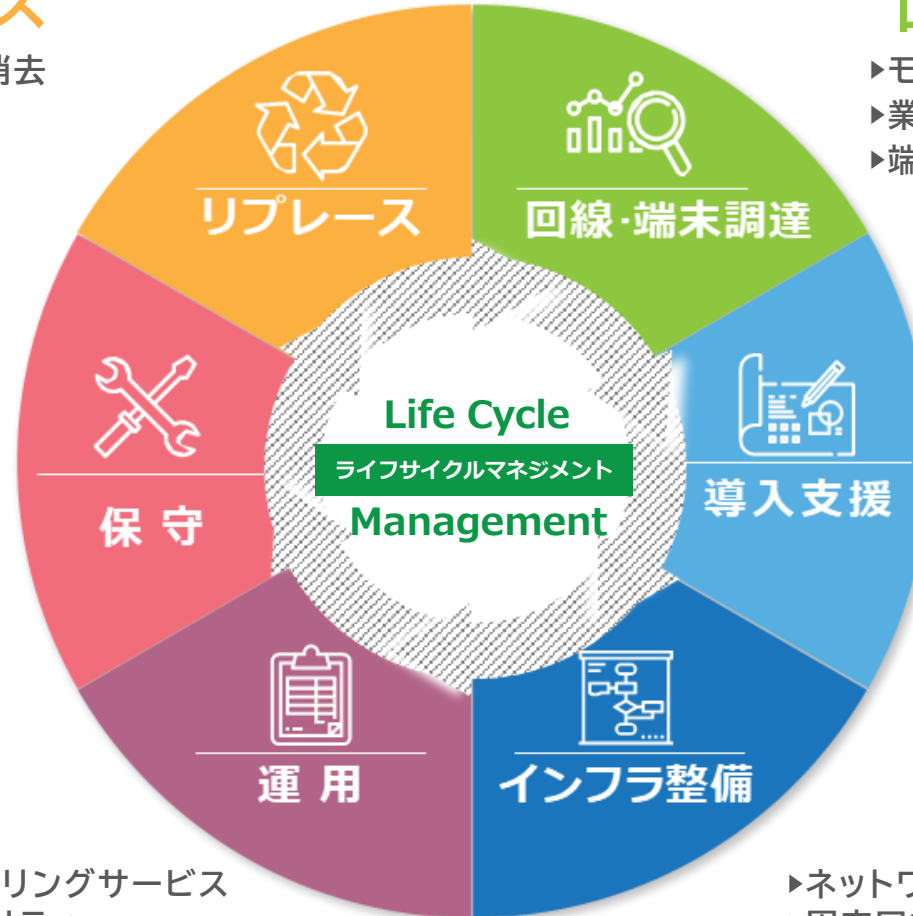 ス
消去
▶モ
▶業
▶端
リプレース
回線・端末調達
導入支援
インフラ整備
運 用
保 守
Life Cycle
ライフサイクルマネジメント
Management
リングサービス
▶ネットワ